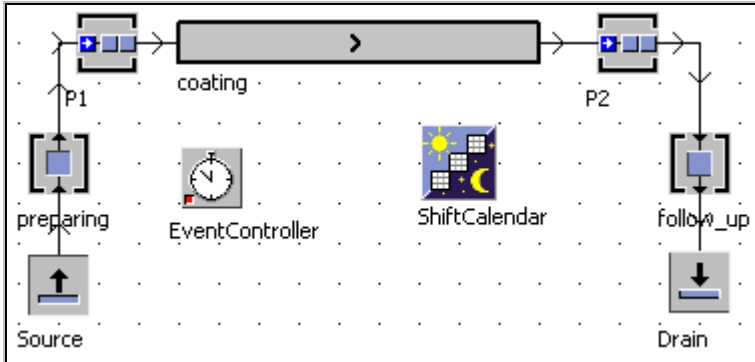 P1
coating
P2
preparing
EventController
ShiftCalendar
follow_up
Source
Drain